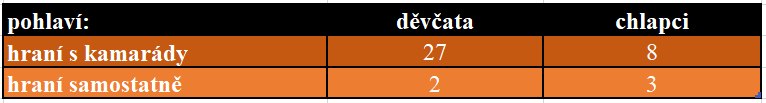 pohlaví: děvčata chlapci
hraní s kamarády 27 8
hraní samostatně 2 3